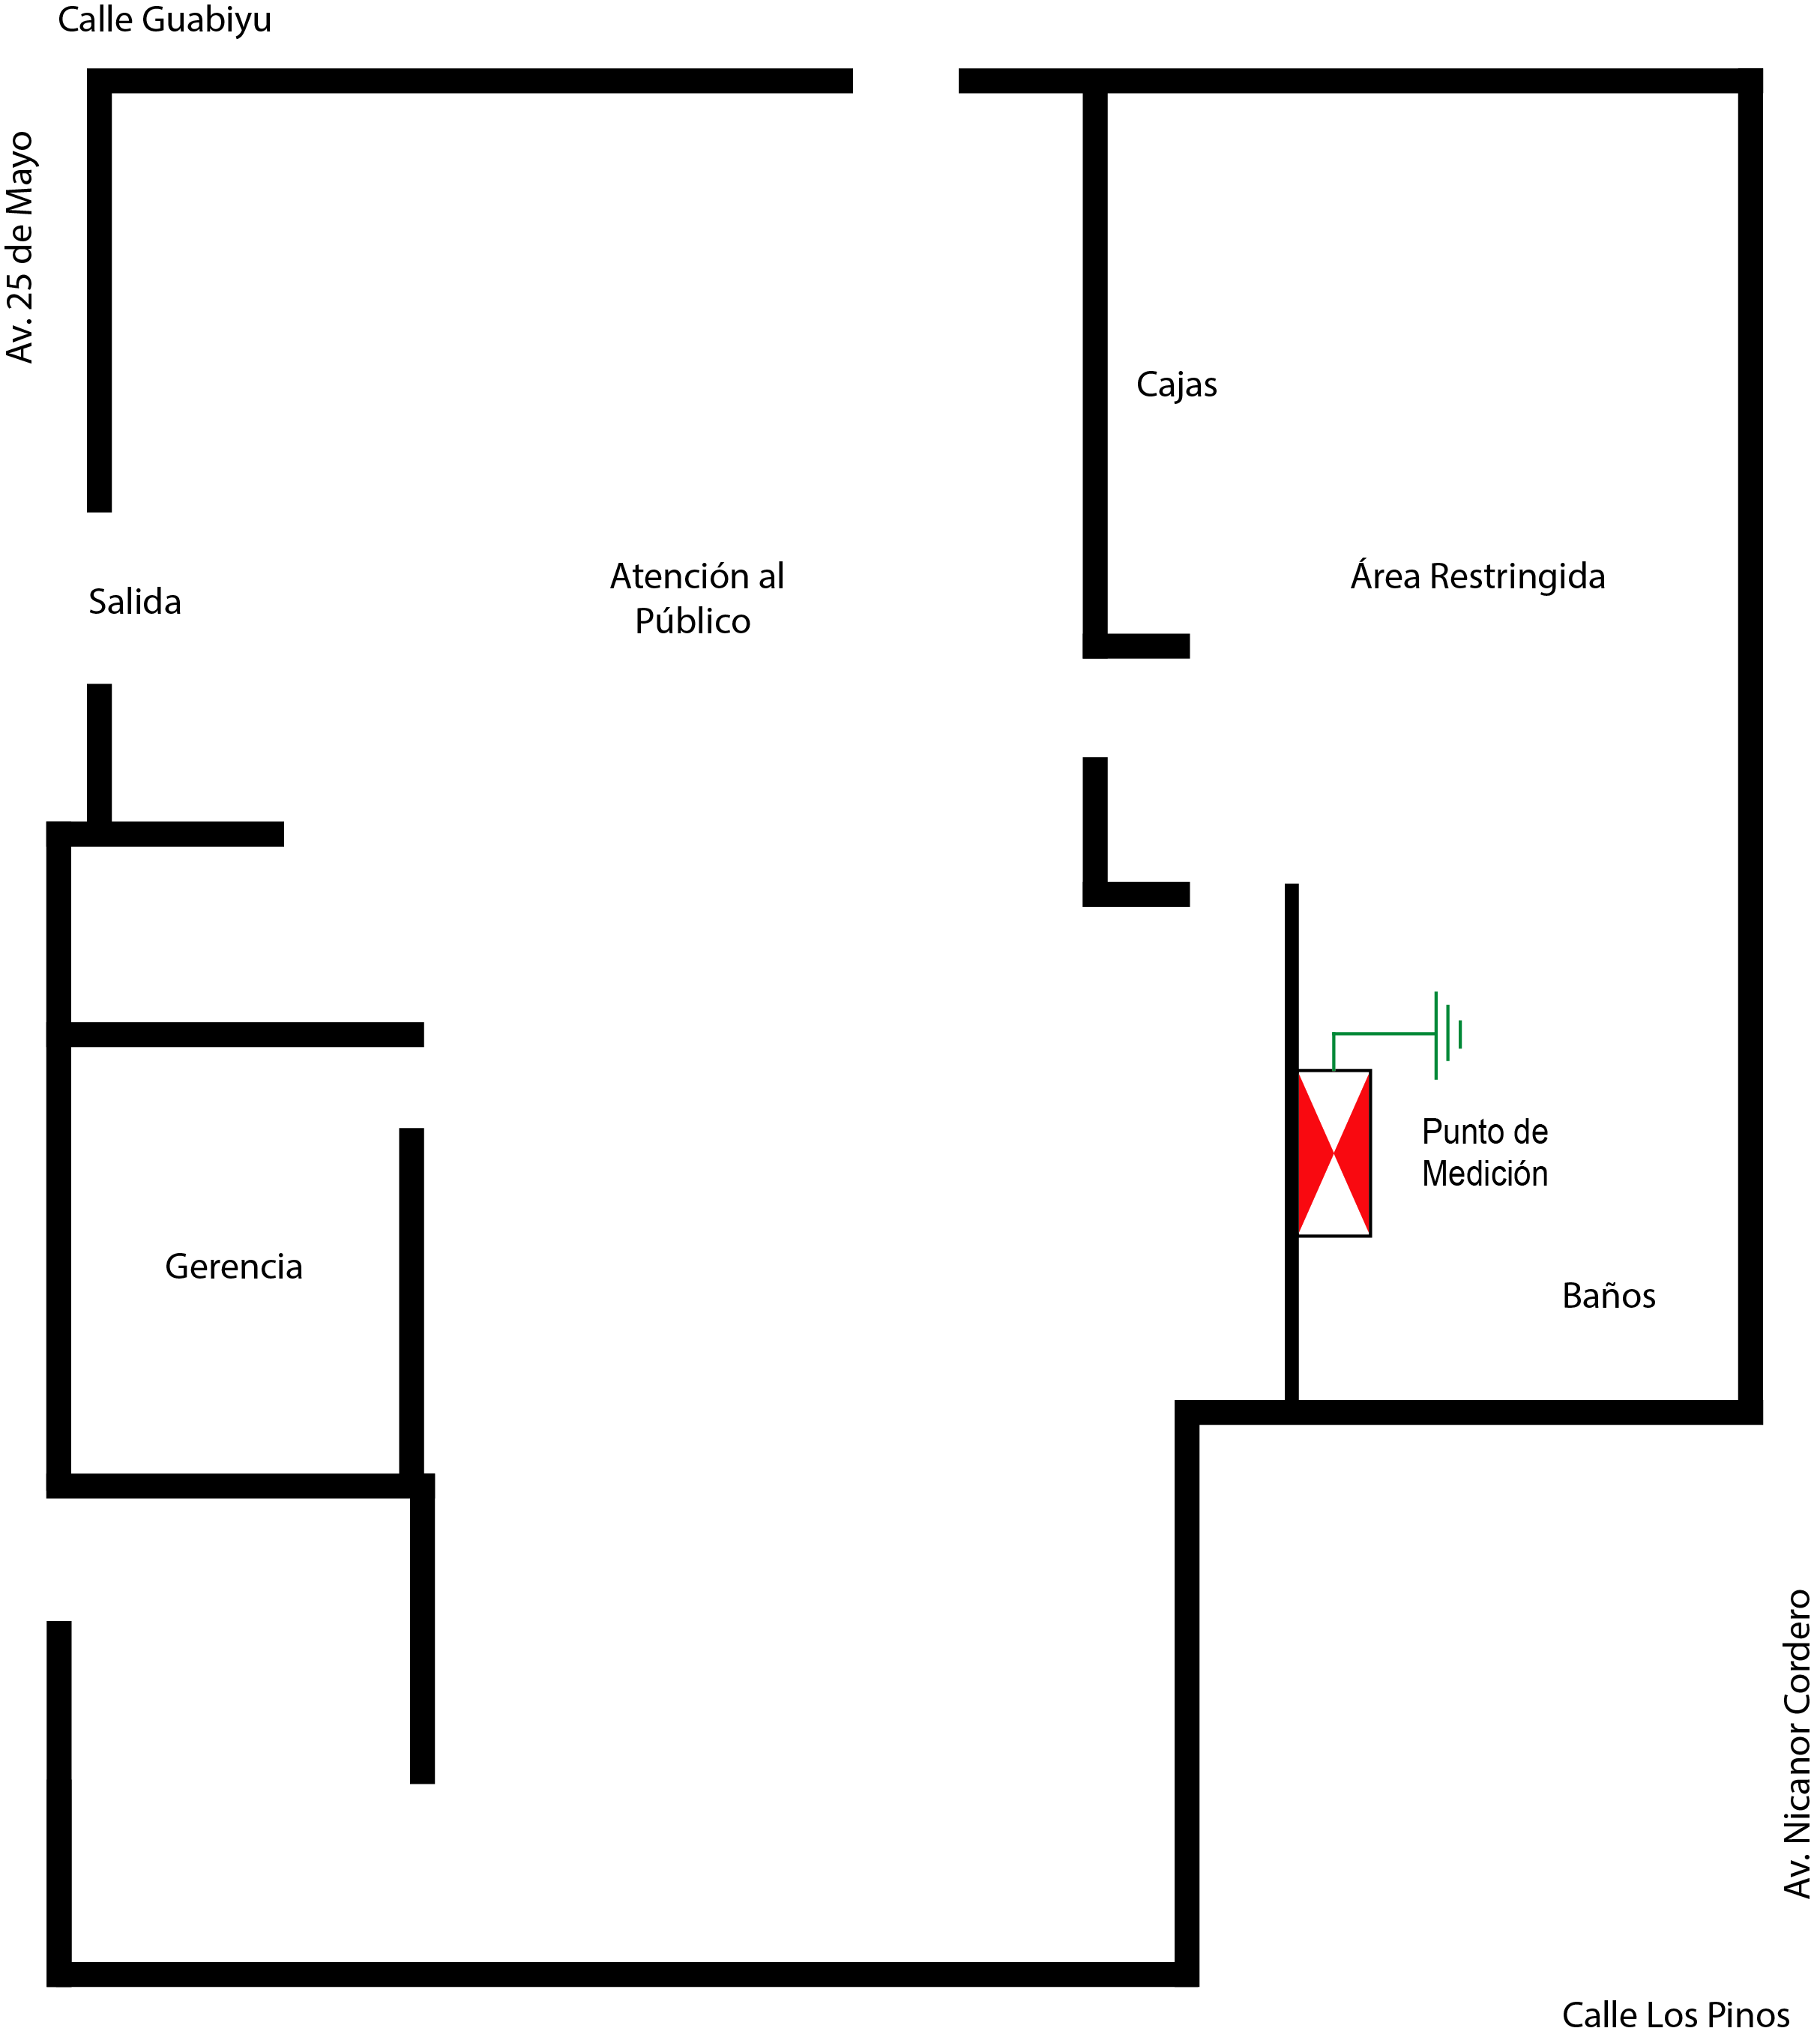 Calle Guabiyu
Av. 25 de Mayo
Cajas
Atención al
Público
Área Restringida
Salida
Punto de
Medición
Gerencia
Baños
Av. Nicanor Cordero
Calle Los Pinos